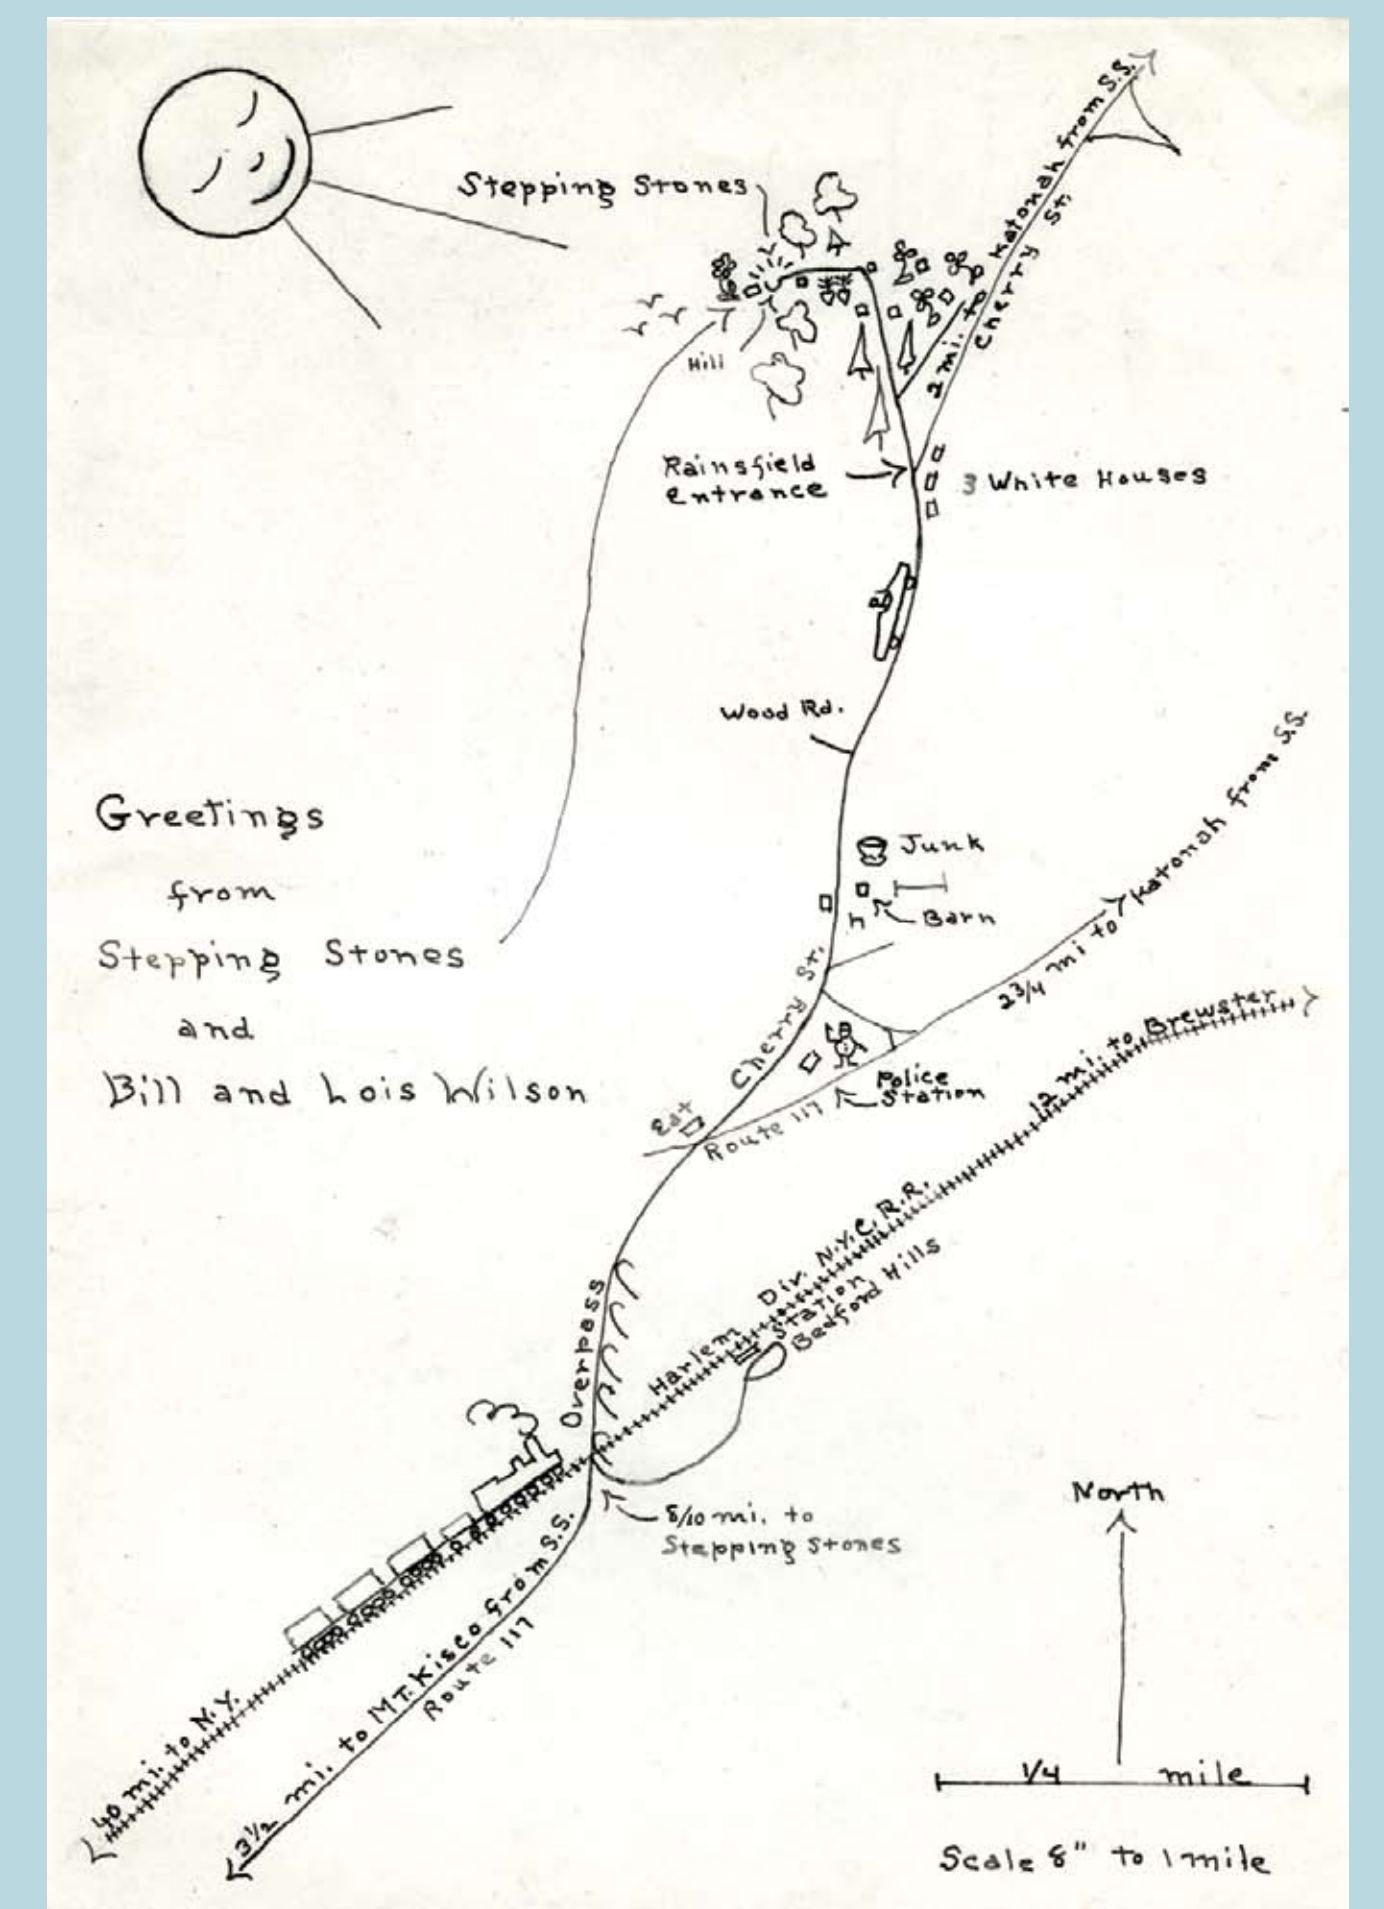 Stepping Stones
2 mi. to Katonah from S.S.
Cherry St.
Hill
Rainsfield
Entrance
3 White Houses
Wood Rd.
Greetings
from
Stepping Stones
and
Bill and Lois Wilson
Junk
Barn
Cherry St.
2 3/4 mi to Katonah from S.S.
Police
Station
Route 117
12 mi. to Brewster
Overpass
Harlem Div. N.Y.C.R.R.
Station
Bedford Hills
8/10 mi. to
Stepping Stones
North
40 mi. to N.Y.
3 1/2 mi. to Mt. Kisco from S.S.
Route 117
1/4 mile
Scale 8" to 1 mile